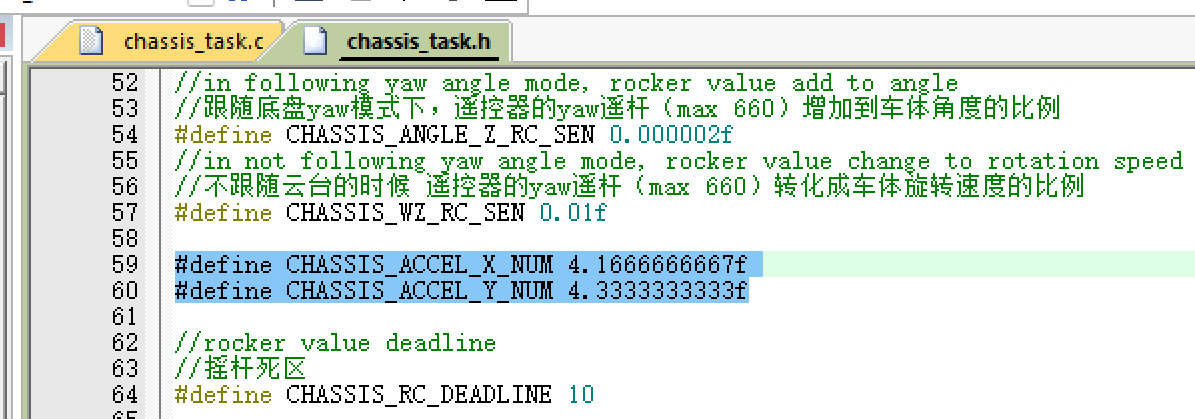 chassis_task.c chassis_task.h
52 //in following yaw angle mode, rocker value add to angle
53 //跟随底盘yaw模式下，遥控器的yaw遥杆（max 660）增加到车体角度的比例
54 #define CHASSIS_ANGLE_Z_RC_SEN 0.000002f
55 //in not following yaw angle mode, rocker value change to rotation speed
56 //不跟随云台的时候 遥控器的yaw遥杆（max 660）转化成车体旋转速度的比例
57 #define CHASSIS_WZ_RC_SEN 0.01f
58
59 #define CHASSIS_ACCEL_X_NUM 4.1666666667f
60 #define CHASSIS_ACCEL_Y_NUM 4.3333333333f
61
62 //rocker value deadline
63 //摇杆死区
64 #define CHASSIS_RC_DEADLINE 10